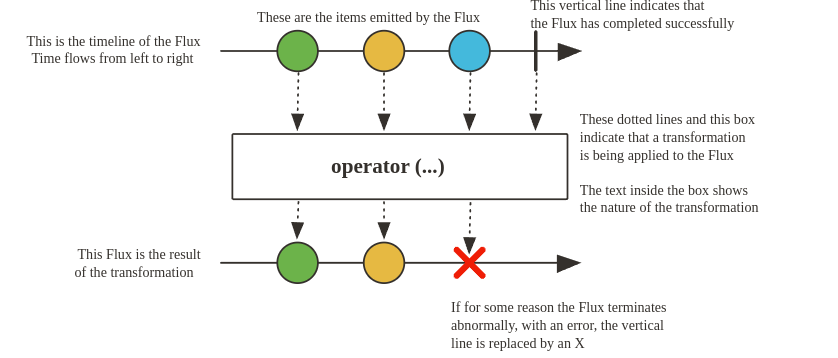 This vertical line indicates that
the Flux has completed successfully
These are the items emitted by the Flux
This is the timeline of the Flux
Time flows from left to right
These dotted lines and this box
indicate that a transformation
is being applied to the Flux
operator (...)
The text inside the box shows
the nature of the transformation
This Flux is the result
of the transformation
If for some reason the Flux terminates
abnormally, with an error, the vertical
line is replaced by an X